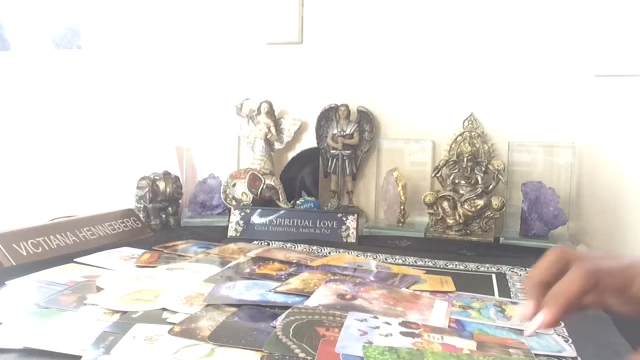 VICTIANA HENNEBERG
SPIRITUAL LOVE
GUIA ESPIRITUAL, AMOR & PAZ